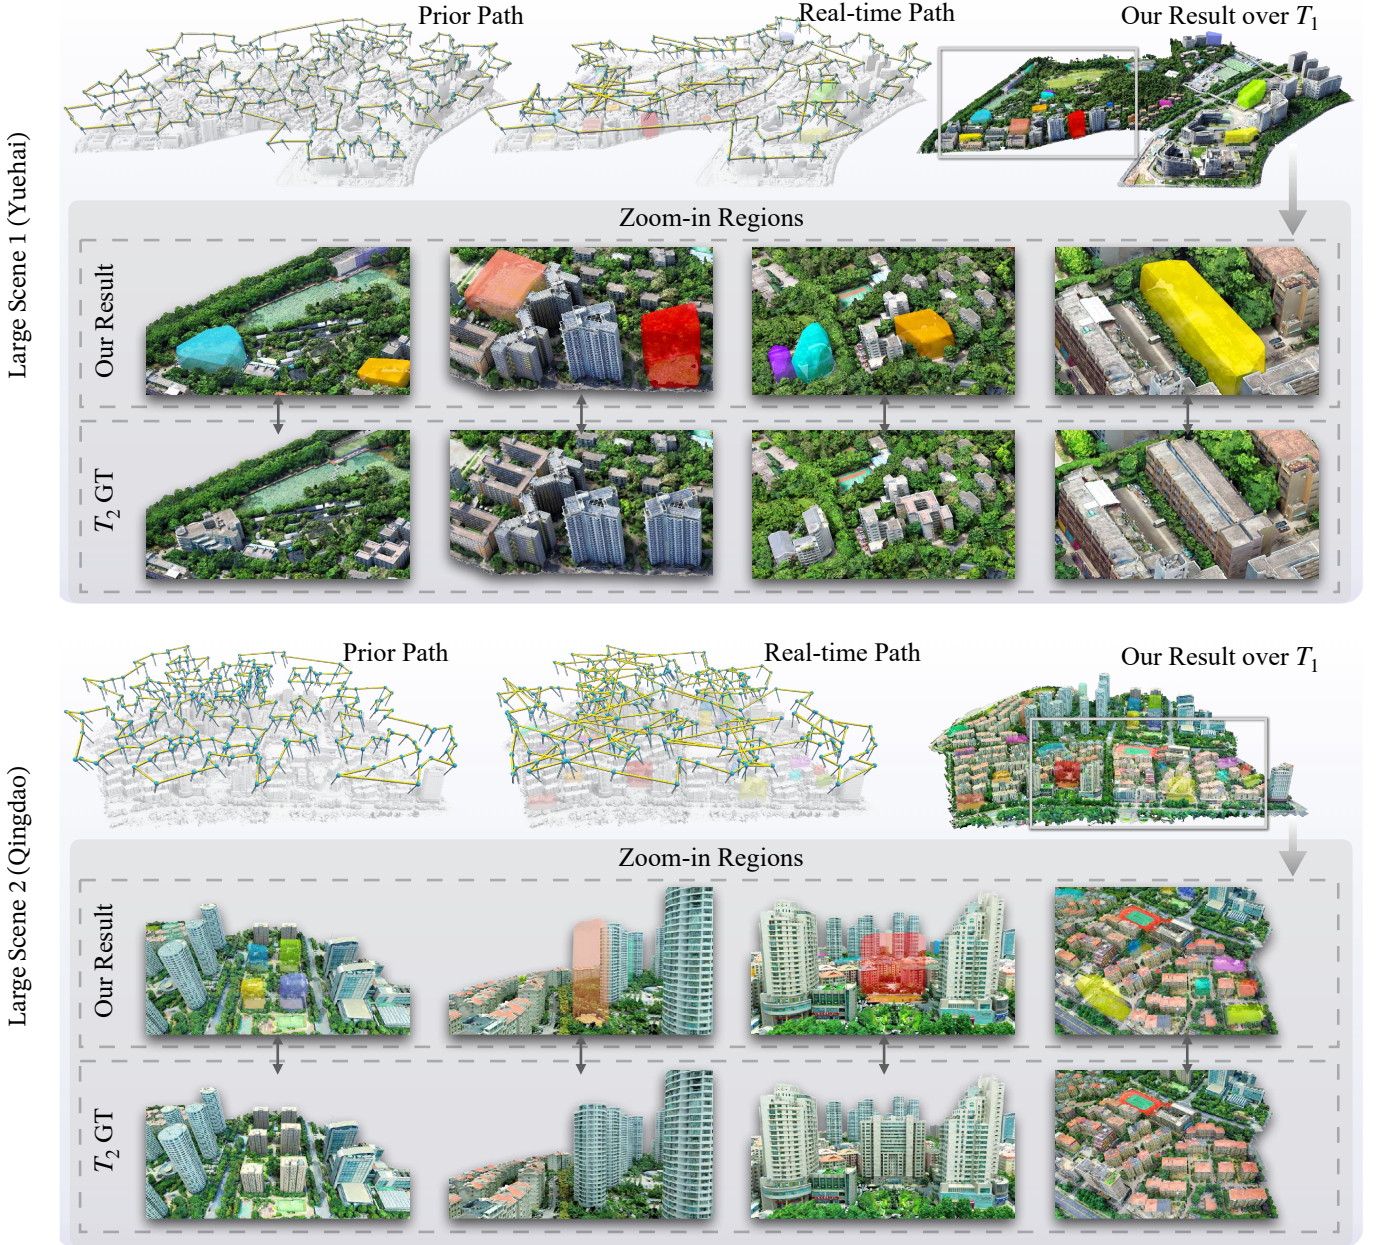 Prior Path
Real-time Path
Our Result over T₁
Large Scene 1 (Yuehai)
Zoom-in Regions
Our Result
T₂ GT
Prior Path
Real-time Path
Our Result over T₁
Large Scene 2 (Qingdao)
Zoom-in Regions
Our Result
T₂ GT